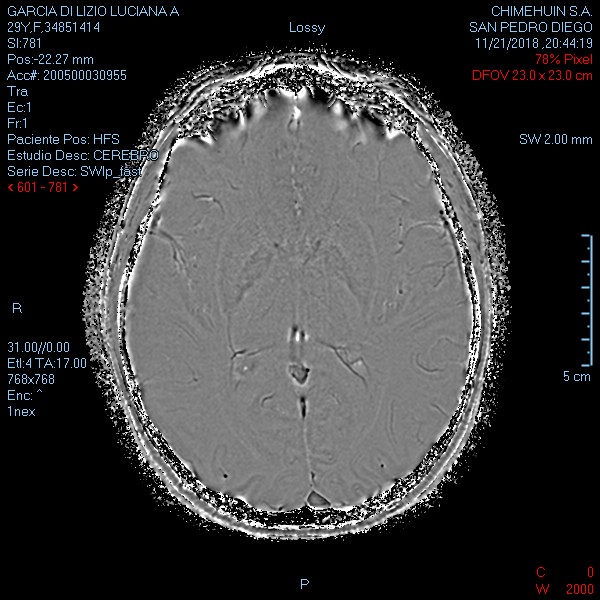 GARCIA DI LIZIO LUCIANA A
29Y,F,34851414
Sl:781
Pos:-22.27 mm
Acc#: 200500030955
Tra
Ec:1
Fr:1
Paciente Pos: HFS
Estudio Desc: CEREBRO
Serie Desc: SWIp_fast
< 601 - 781 >
Lossy
CHIMEHUIN S.A.
SAN PEDRO DIEGO
11/21/2018 ,20:44:19
78% Pixel
DFOV 23.0 x 23.0 cm
SW 2.00 mm
R
5 cm
31.00//0.00
Etl:4 TA:17.00
768x768
Enc: ^
1nex
P
C 0
W 2000